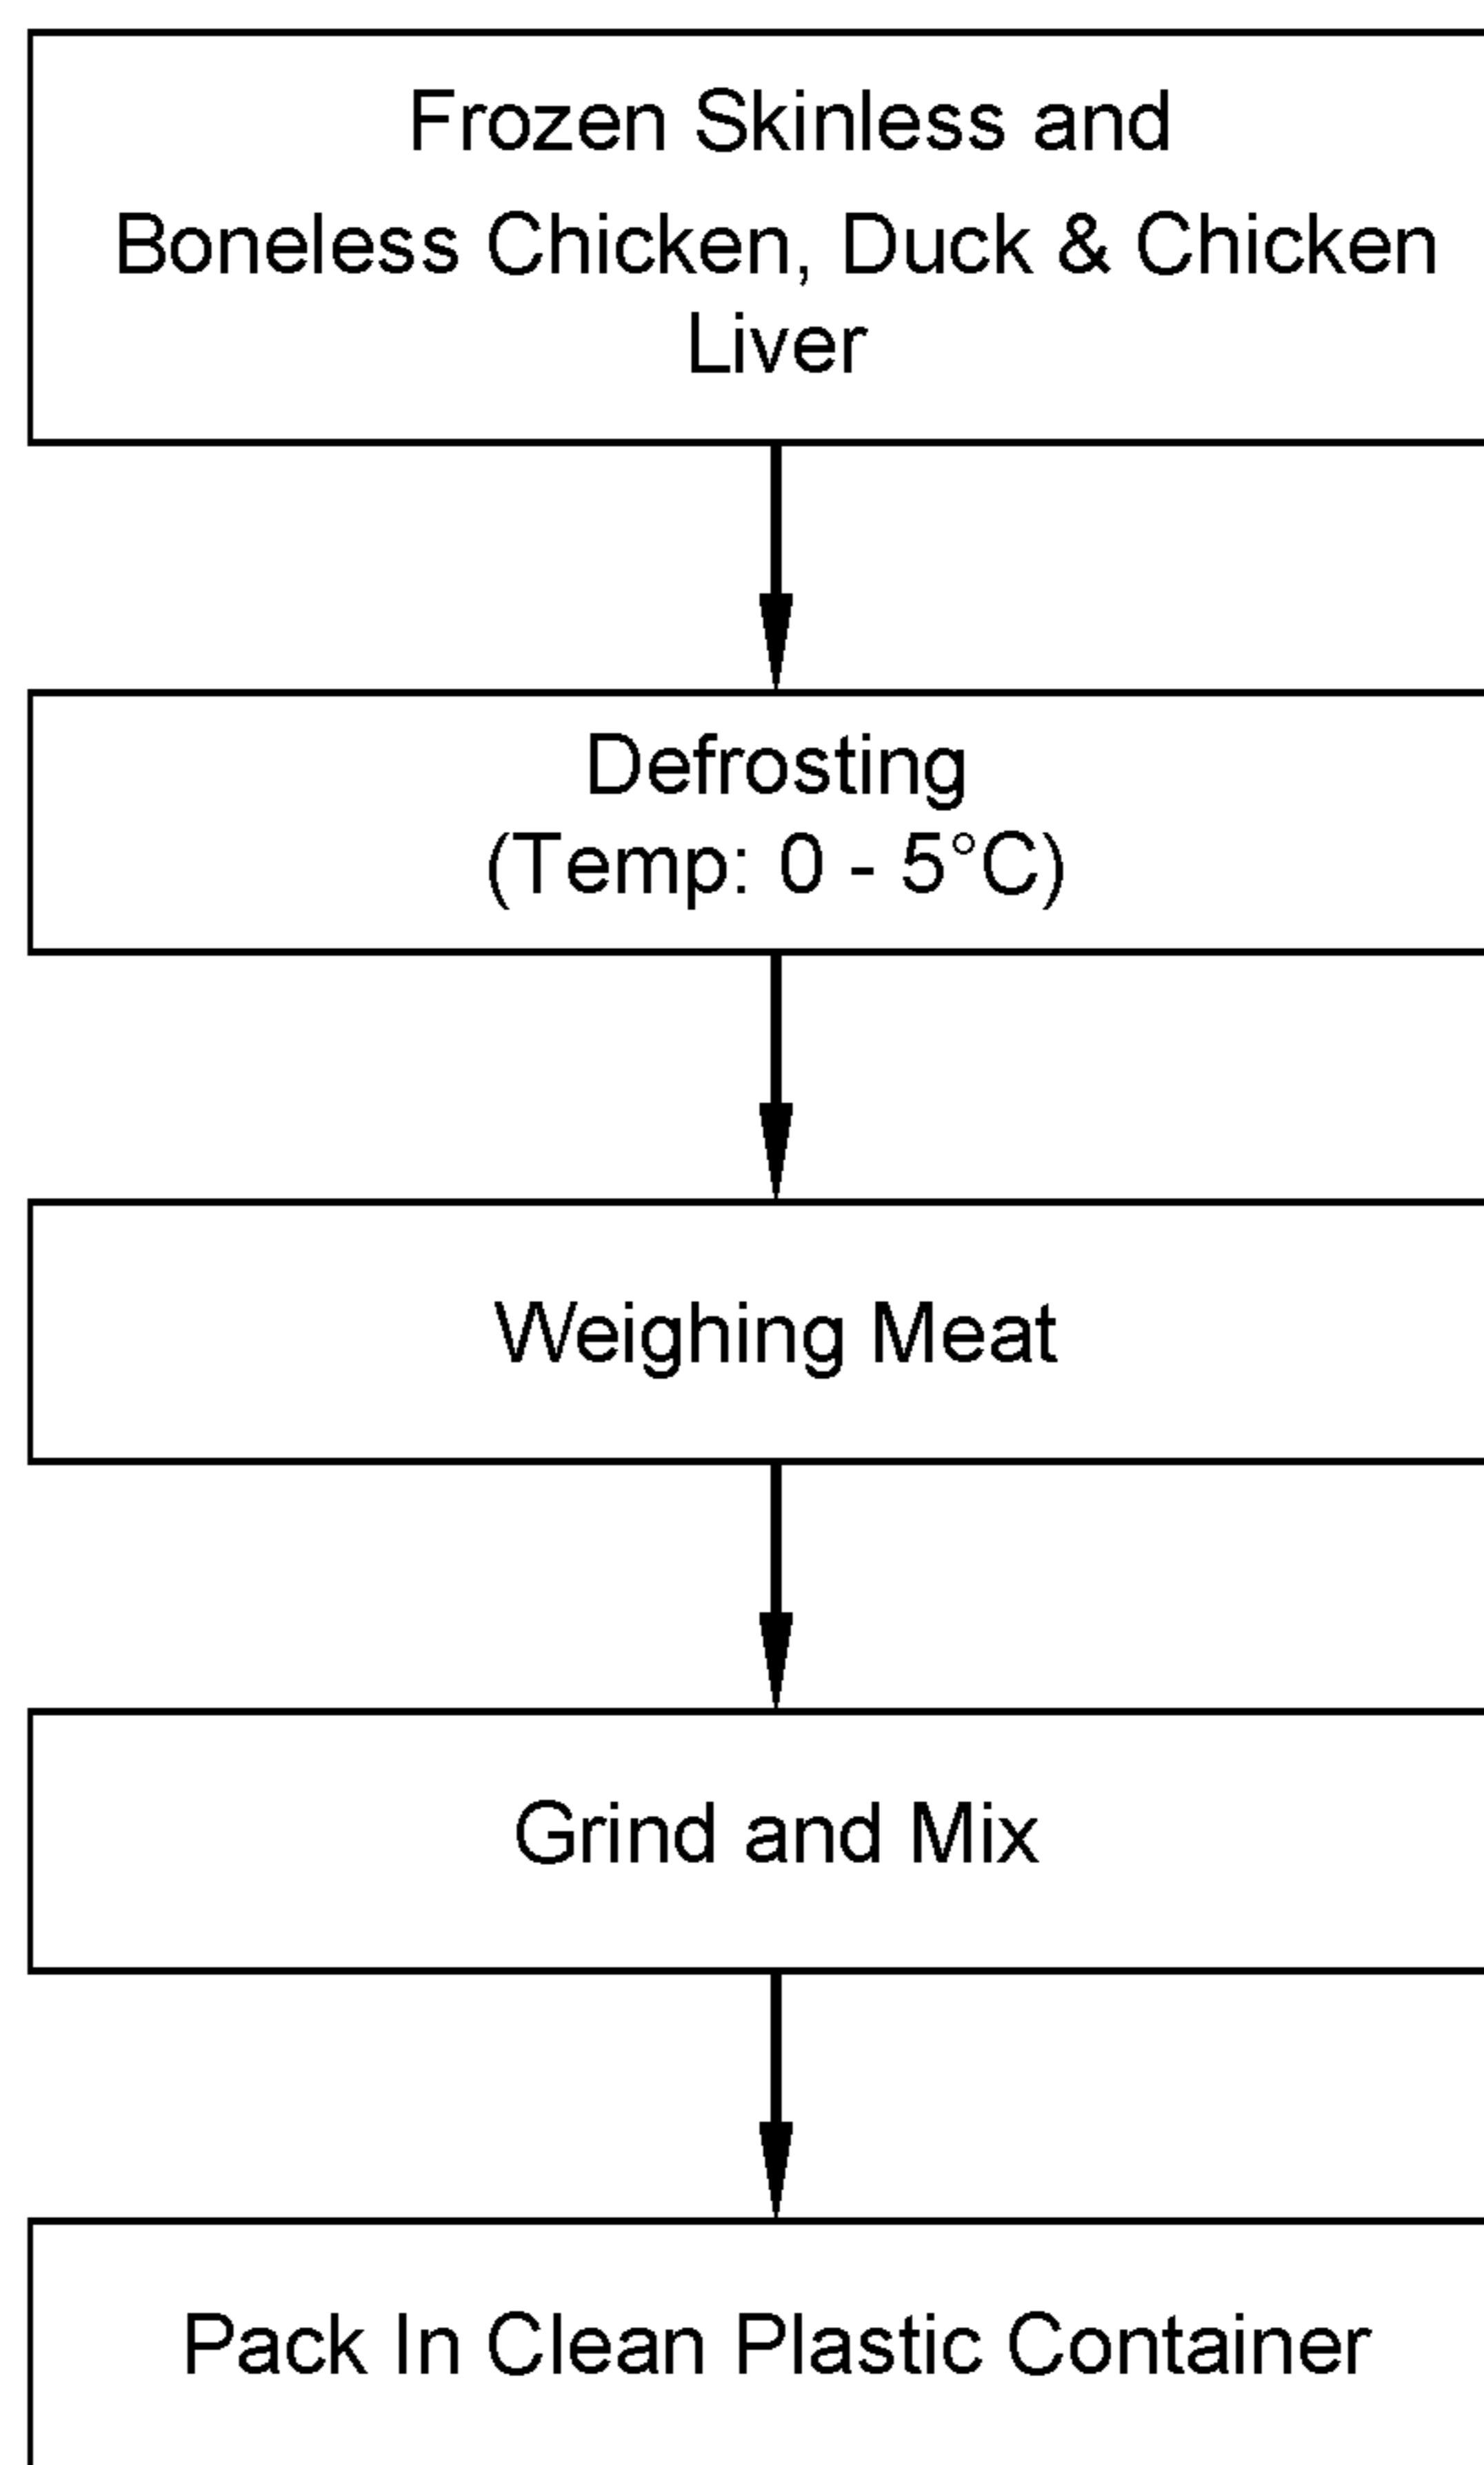 Frozen Skinless and
Boneless Chicken, Duck & Chicken
Liver
Defrosting
(Temp: 0 - 5°C)
Weighing Meat
Grind and Mix
Pack In Clean Plastic Container